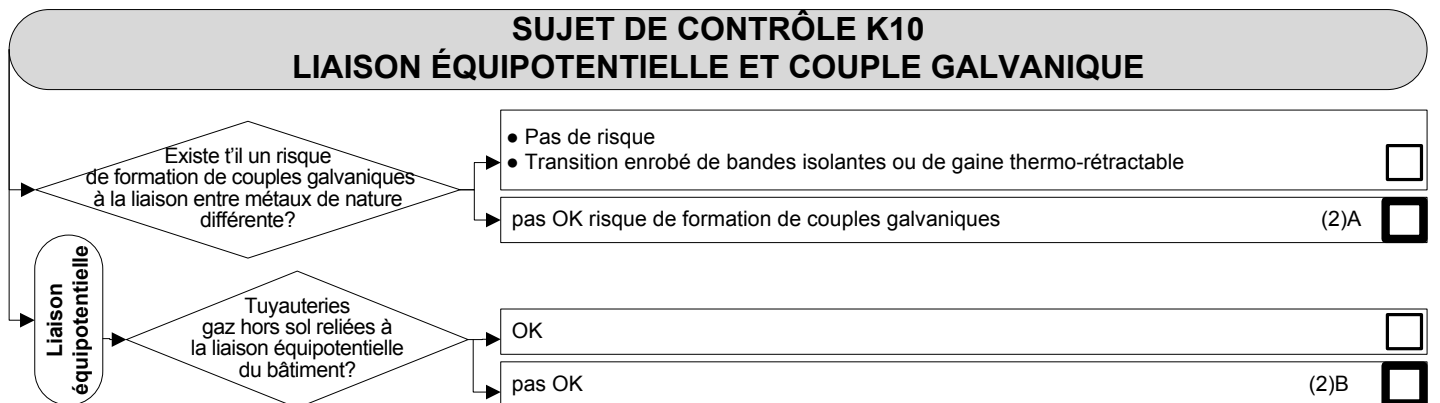 SUJET DE CONTRÔLE K10
LIAISON ÉQUIPOTENTIELLE ET COUPLE GALVANIQUE
Existe t'il un risque
de formation de couples galvaniques
à la liaison entre métaux de nature
différente?
● Pas de risque
● Transition enrobé de bandes isolantes ou de gaine thermo-rétractable
pas OK risque de formation de couples galvaniques (2)A
Liaison
équipotentielle
Tuyauteries
gaz hors sol reliées à
la liaison équipotentielle
du bâtiment?
OK
pas OK (2)B